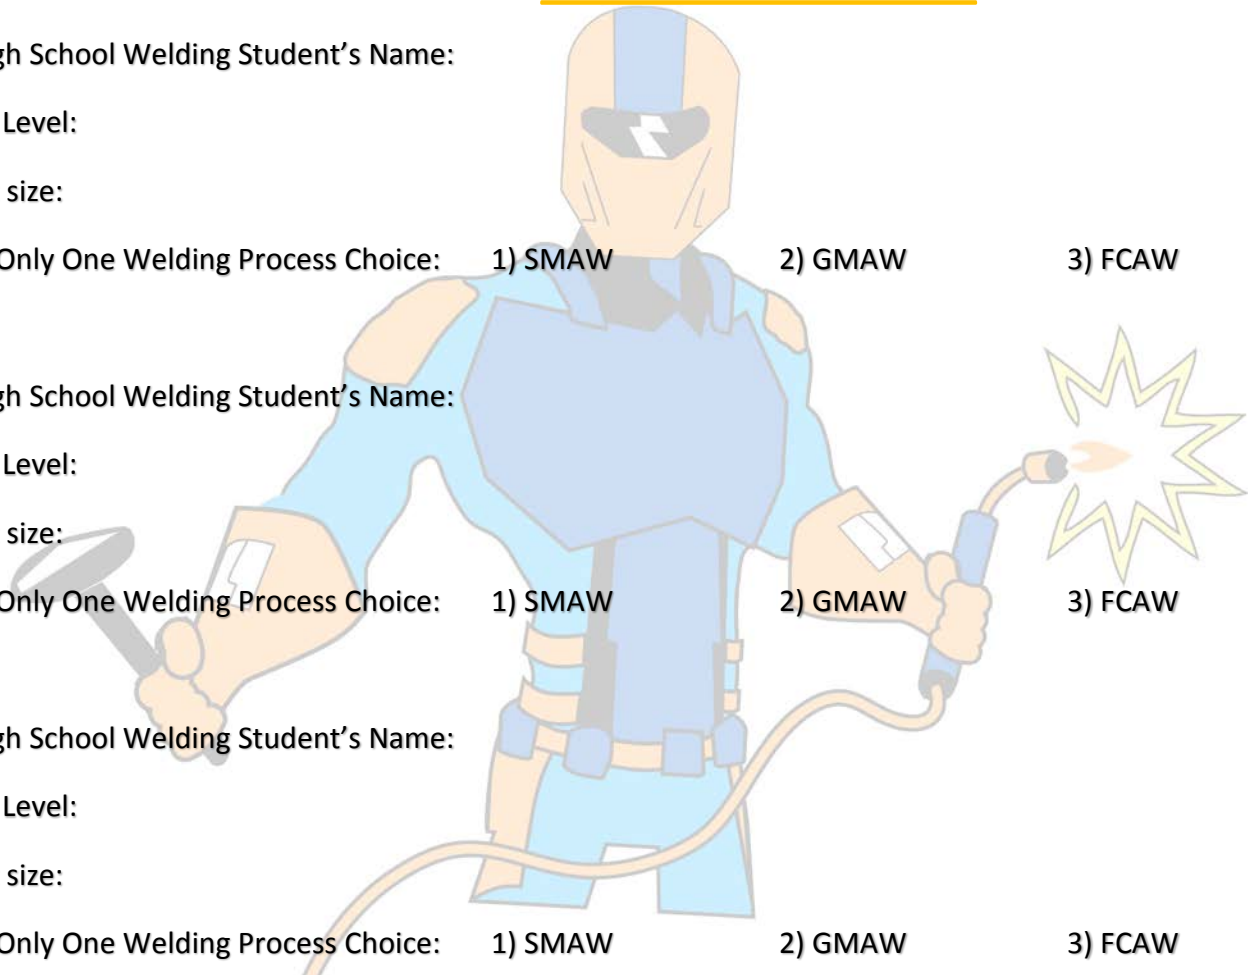 gh School Welding Student’s Name:
Level:
size:
Only One Welding Process Choice: 1) SMAW 2) GMAW 3) FCAW
gh School Welding Student’s Name:
Level:
size:
Only One Welding Process Choice: 1) SMAW 2) GMAW 3) FCAW
gh School Welding Student’s Name:
Level:
size:
Only One Welding Process Choice: 1) SMAW 2) GMAW 3) FCAW